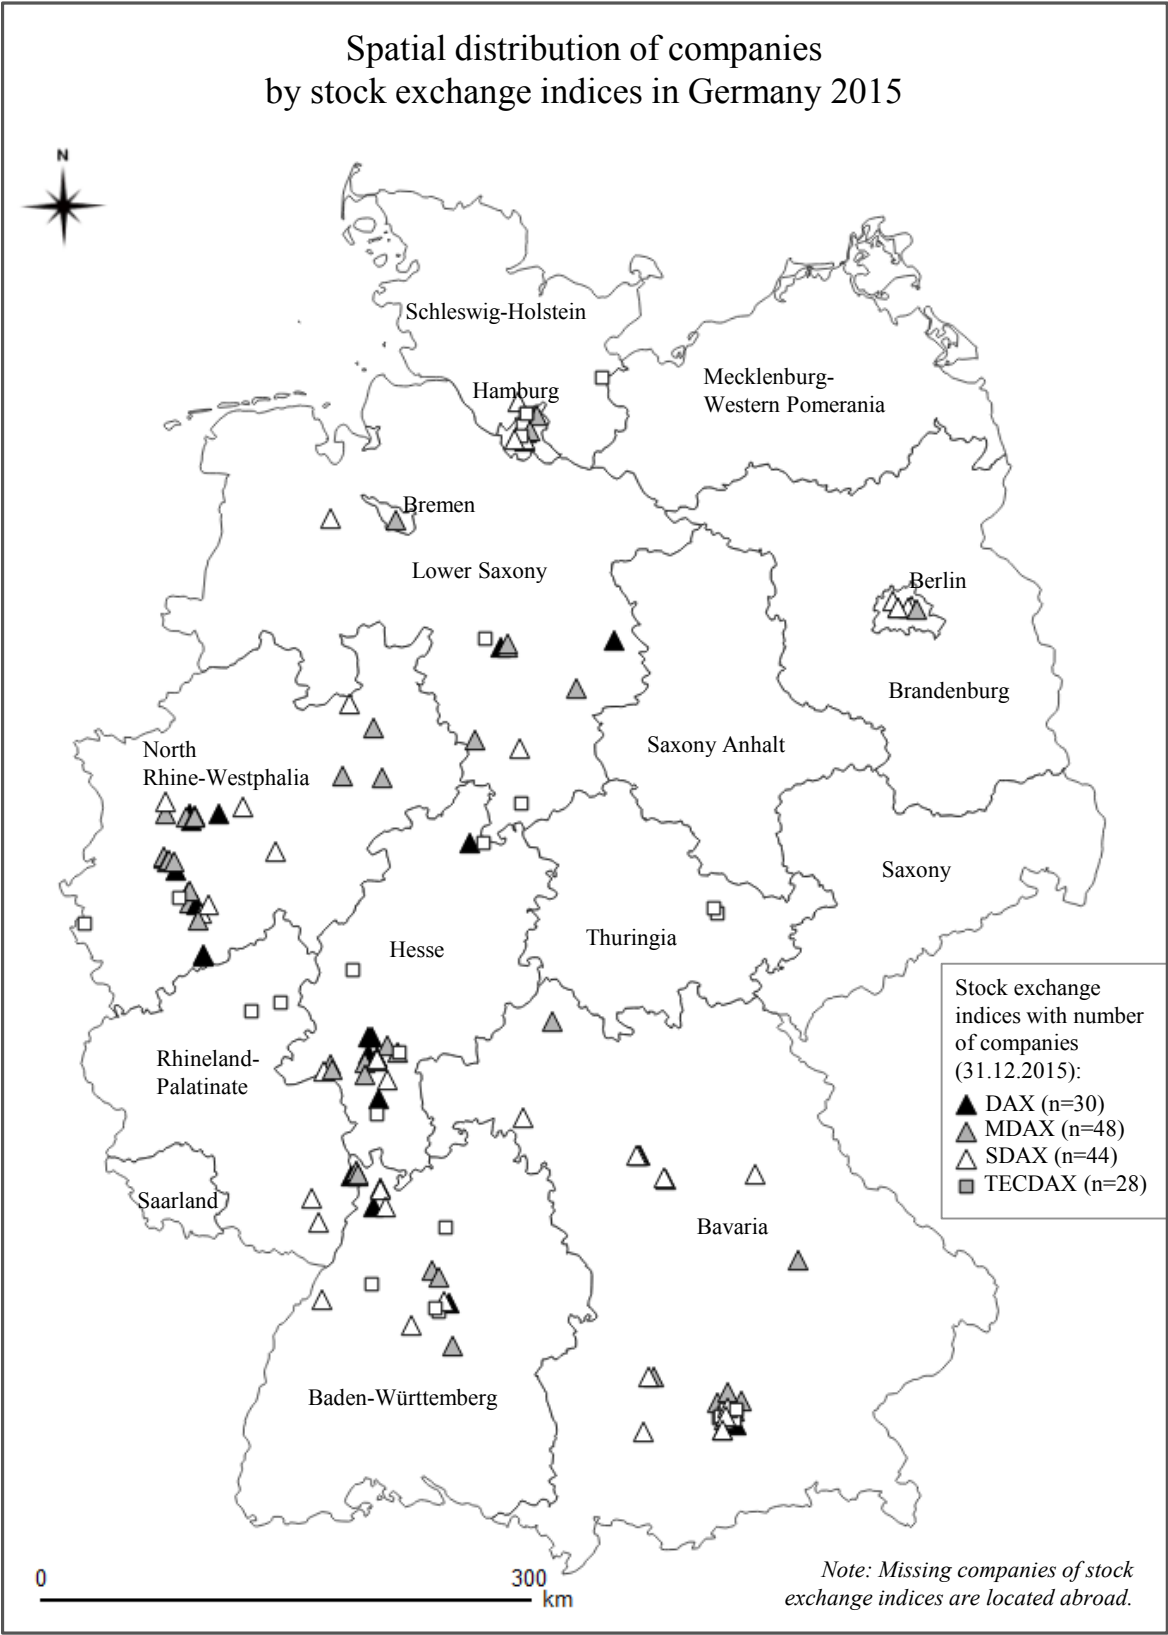 Spatial distribution of companies
by stock exchange indices in Germany 2015
N
Schleswig-Holstein
Hamburg
Mecklenburg-
Western Pomerania
Bremen
Lower Saxony
Berlin
Brandenburg
North
Rhine-Westphalia
Saxony Anhalt
Saxony
Thuringia
Hesse
Rhineland-
Palatinate
Saarland
Bavaria
Baden-Württemberg
Stock exchange
indices with number
of companies
(31.12.2015):
DAX (n=30)
MDAX (n=48)
SDAX (n=44)
TECDAX (n=28)
0
300
km
Note: Missing companies of stock
exchange indices are located abroad.